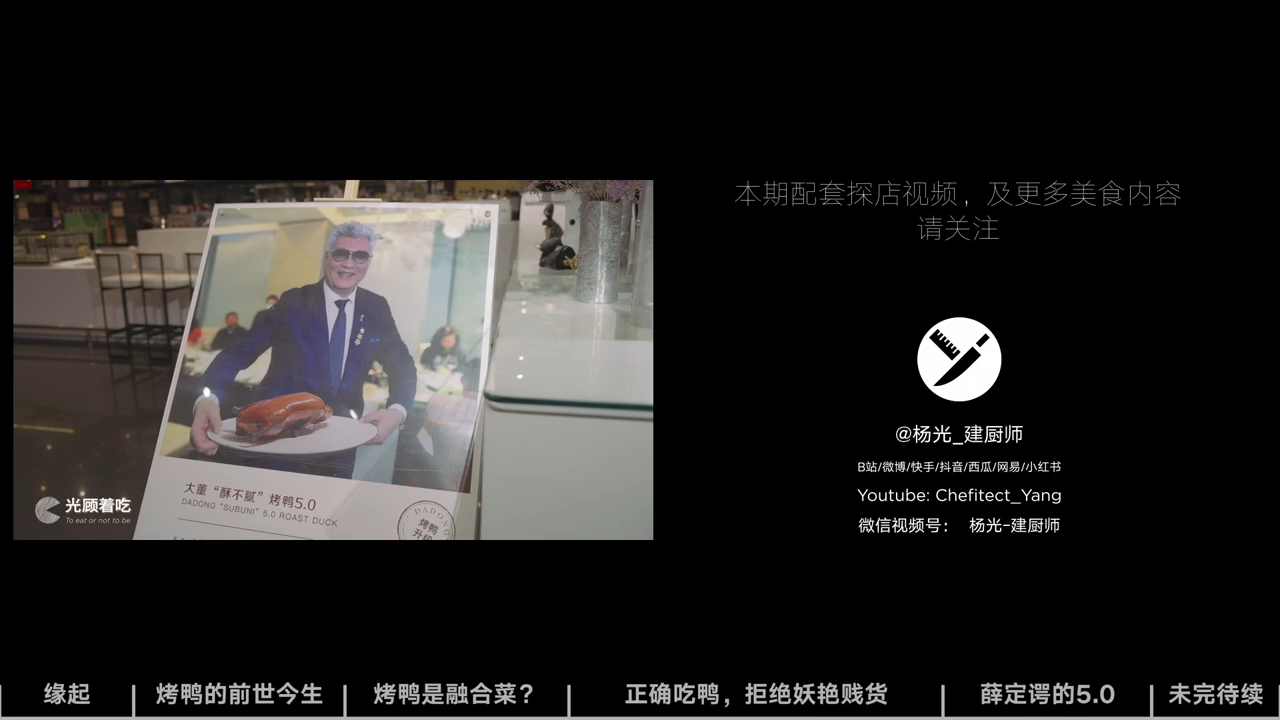 本期配套探店视频，及更多美食内容
请关注
@杨光_建厨师
B站/微博/快手/抖音/西瓜/网易/小红书
Youtube: Chefitect_Yang
微信视频号： 杨光-建厨师
大董“酥不腻”烤鸭5.0
DADONG "SUBUNI" 5.0 ROAST DUCK
DADONG
烤鸭
光顾着吃
To eat or not to be
缘起
烤鸭的前世今生
烤鸭是融合菜？
正确吃鸭，拒绝妖艳贱货
薛定谔的5.0
未完待续